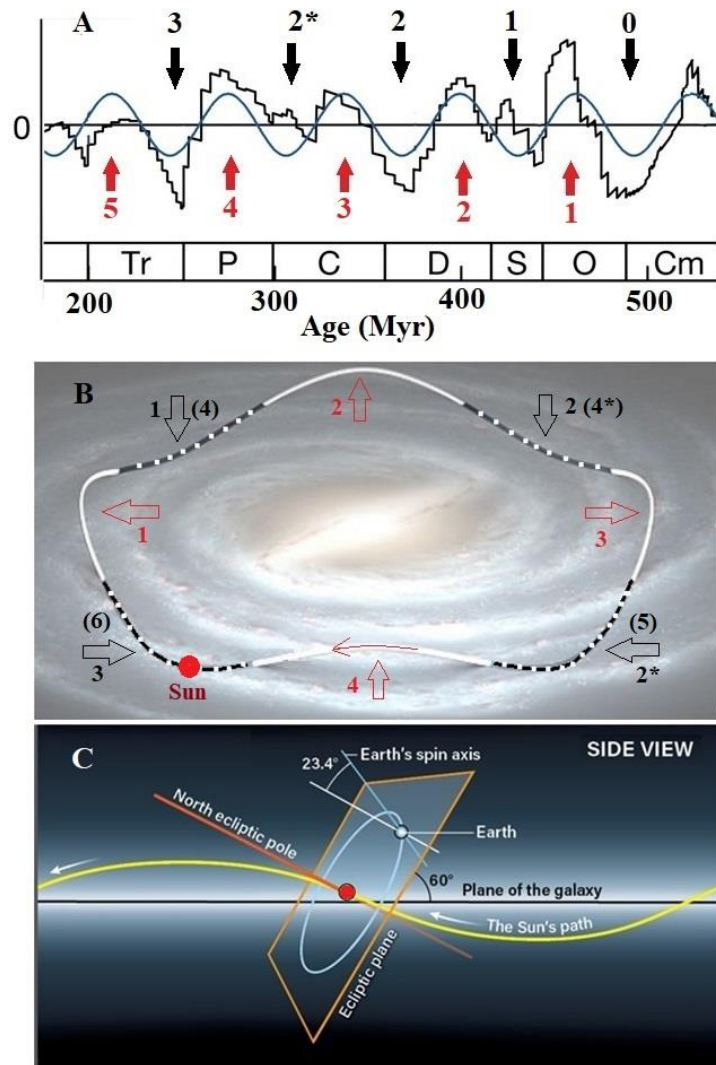 A 3 2* 2 1 0
0
5 4 3 2 1
Tr P C D S O Cm
200 300 400 500
Age (Myr)
B
1 (4) 2 2 (4*)
1 3
(6) (5)
3 Sun 4 2*
C SIDE VIEW
23.4°
Earth's spin axis
North ecliptic pole
Earth
60°
Plane of the galaxy
The Sun's path
Ecliptic plane